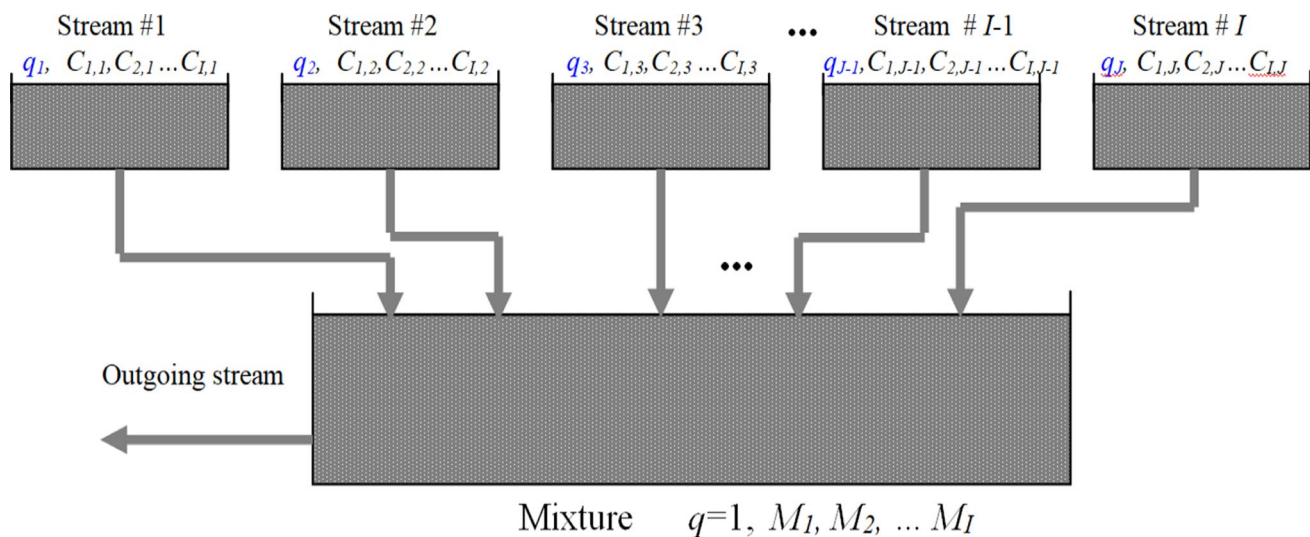 Stream #1 Stream #2 Stream #3 ... Stream # I-1 Stream # I
q1, C1,1,C2,1 ...CI,1 q2, C1,2,C2,2 ...CI,2 q3, C1,3,C2,3 ...CI,3 qJ-1,C1,J-1,C2,J-1 ...CI,J-1 qJ, C1,J,C2,J ...CI,J
...
Outgoing stream
Mixture q=1, M1, M2, ... MI